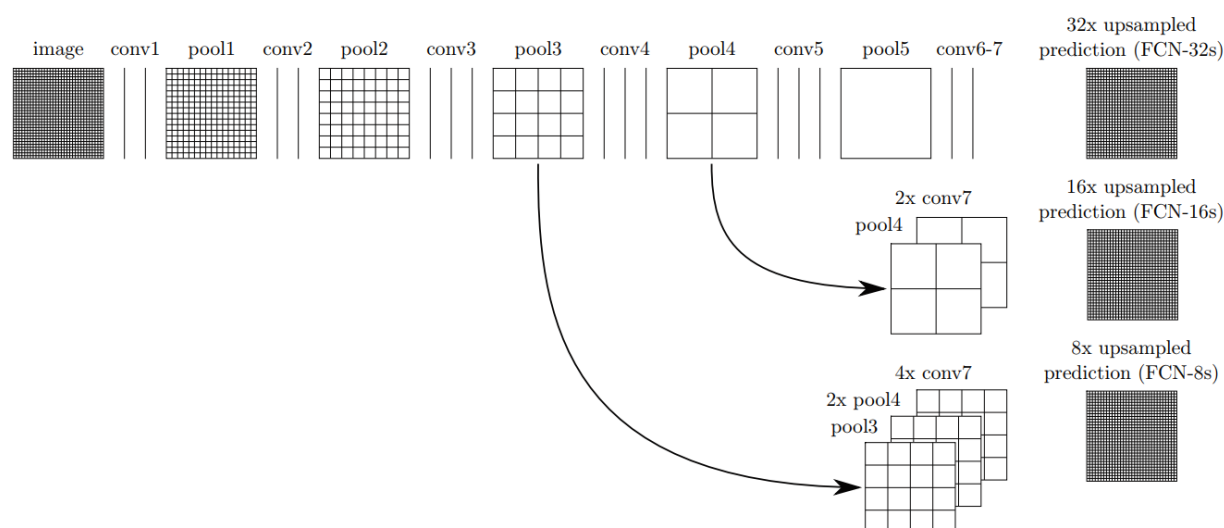 image conv1 pool1 conv2 pool2 conv3 pool3 conv4 pool4 conv5 pool5 conv6-7
32x upsampled
prediction (FCN-32s)
2x conv7
pool4
16x upsampled
prediction (FCN-16s)
4x conv7
2x pool4
pool3
8x upsampled
prediction (FCN-8s)